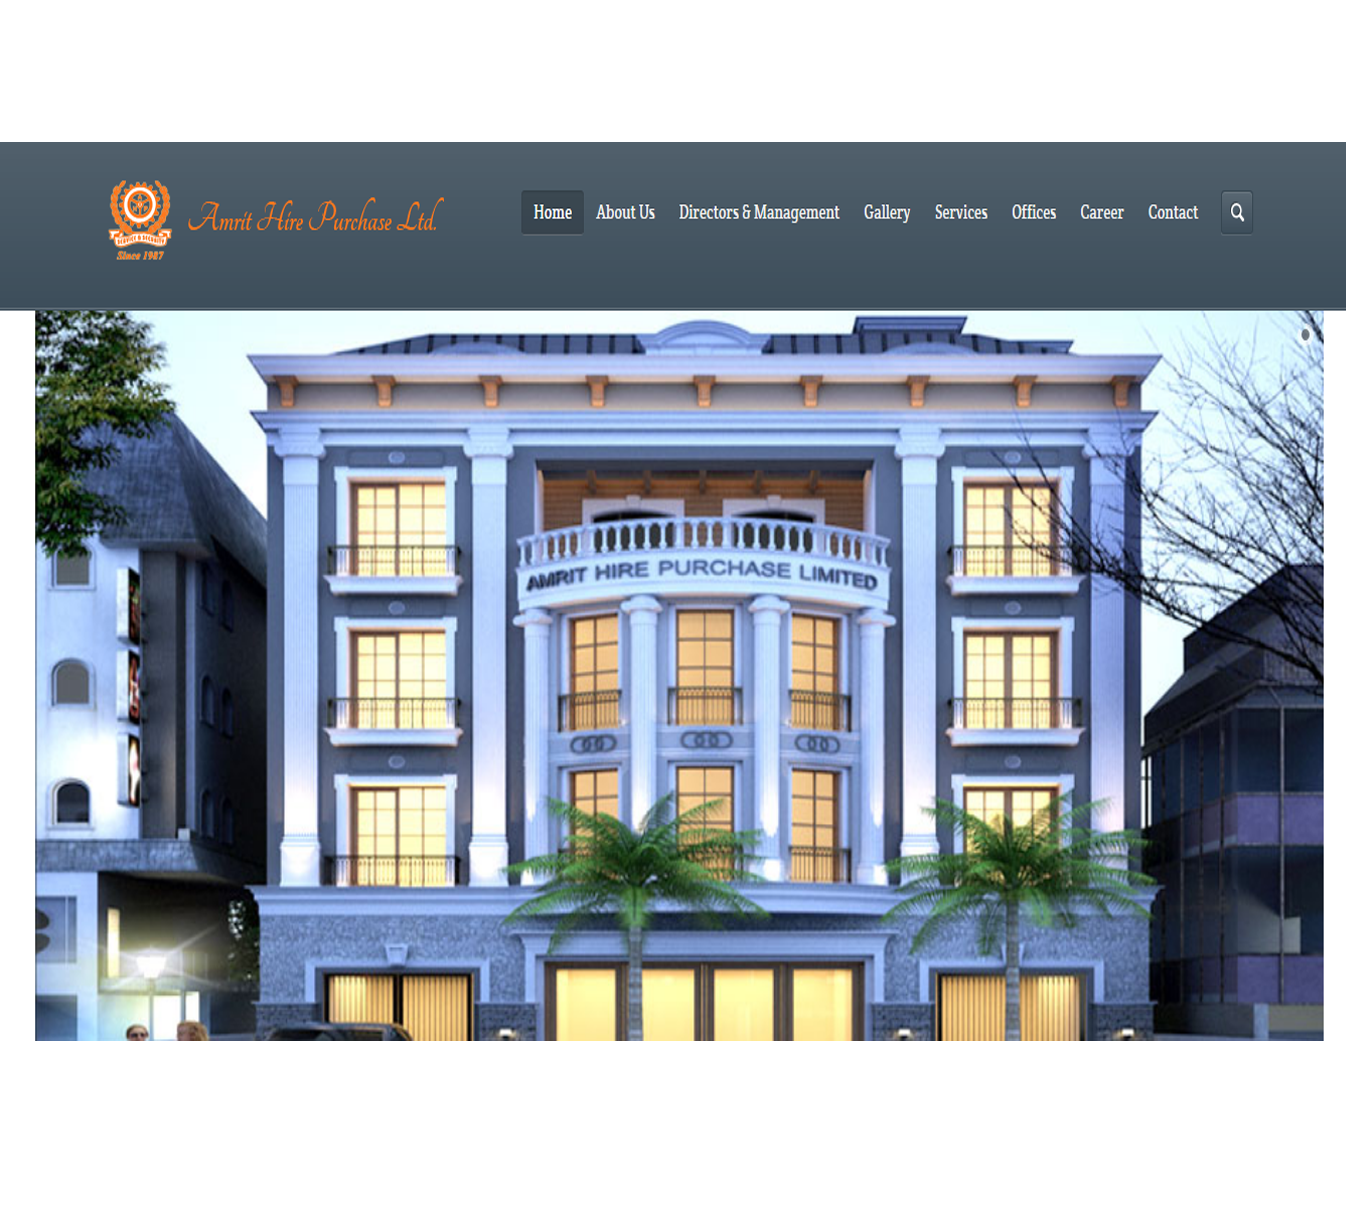 Amrit Hire Purchase Ltd.
SERVICE & SECURITY
Since 1987
Home
About Us
Directors & Management
Gallery
Services
Offices
Career
Contact
AMRIT HIRE PURCHASE LIMITED